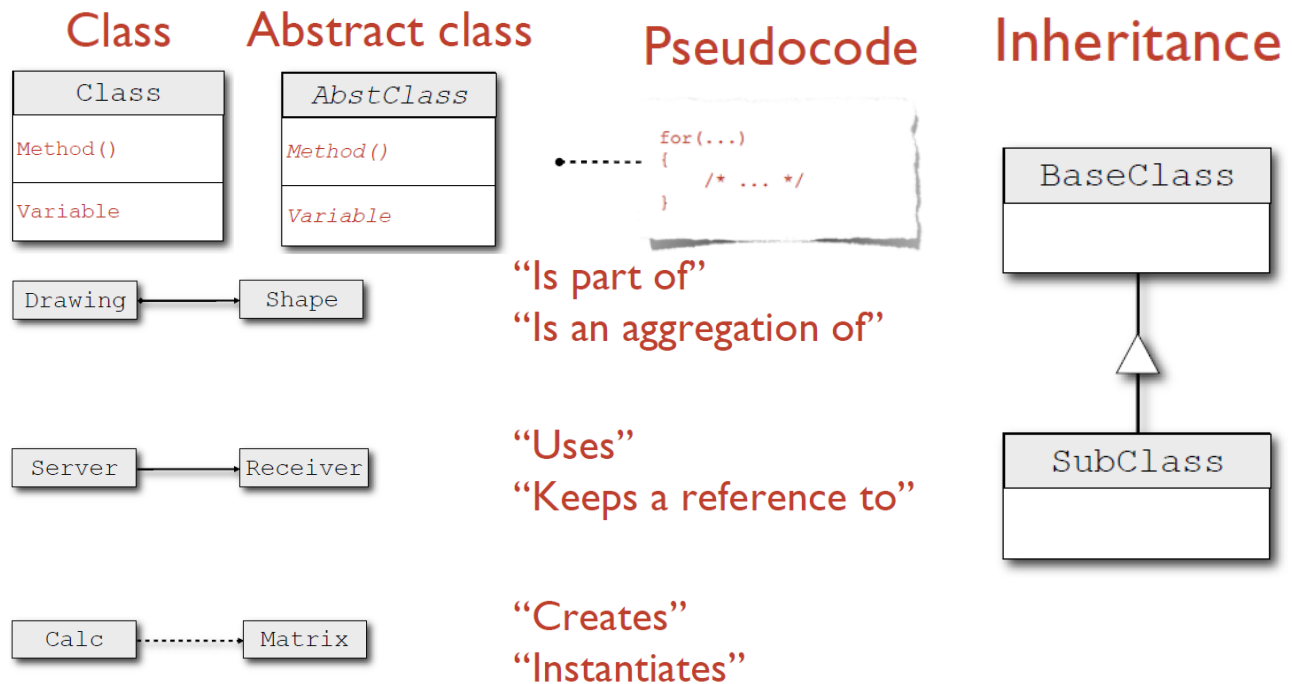 Class
Abstract class
Pseudocode
Inheritance
Class
Method()
Variable
AbstClass
Method()
Variable
for(...)
{
/* ... */
}
BaseClass
SubClass
Drawing
Shape
“Is part of”
“Is an aggregation of”
Server
Receiver
“Uses”
“Keeps a reference to”
Calc
Matrix
“Creates”
“Instantiates”